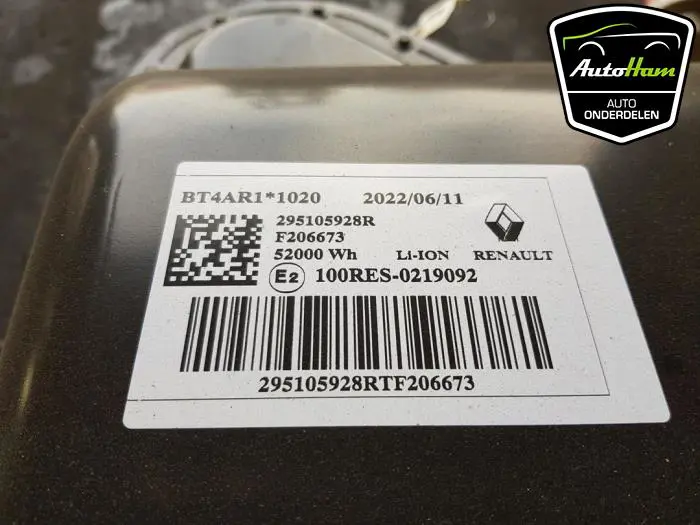 AutoHam
AUTO
ONDERDELEN
BT4AR1*1020 2022/06/11
295105928R
F206673
52000 Wh Li-ION RENAULT
E2 100RES-0219092
295105928RTF206673